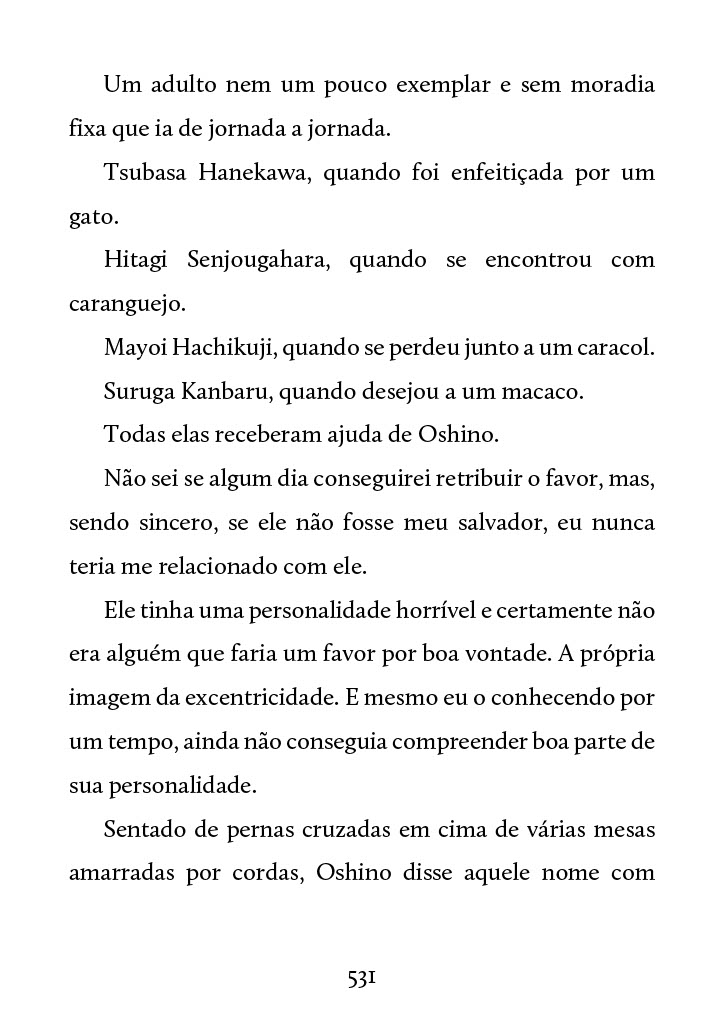 Um adulto nem um pouco exemplar e sem moradia
fixa que ia de jornada a jornada.
Tsubasa Hanekawa, quando foi enfeitiçada por um
gato.
Hitagi Senjougahara, quando se encontrou com
caranguejo.
Mayoi Hachikuji, quando se perdeu junto a um caracol.
Suruga Kanbaru, quando desejou a um macaco.
Todas elas receberam ajuda de Oshino.
Não sei se algum dia conseguirei retribuir o favor, mas,
sendo sincero, se ele não fosse meu salvador, eu nunca
teria me relacionado com ele.
Ele tinha uma personalidade horrível e certamente não
era alguém que faria um favor por boa vontade. A própria
imagem da excentricidade. E mesmo eu o conhecendo por
um tempo, ainda não conseguia compreender boa parte de
sua personalidade.
Sentado de pernas cruzadas em cima de várias mesas
amarradas por cordas, Oshino disse aquele nome com
531